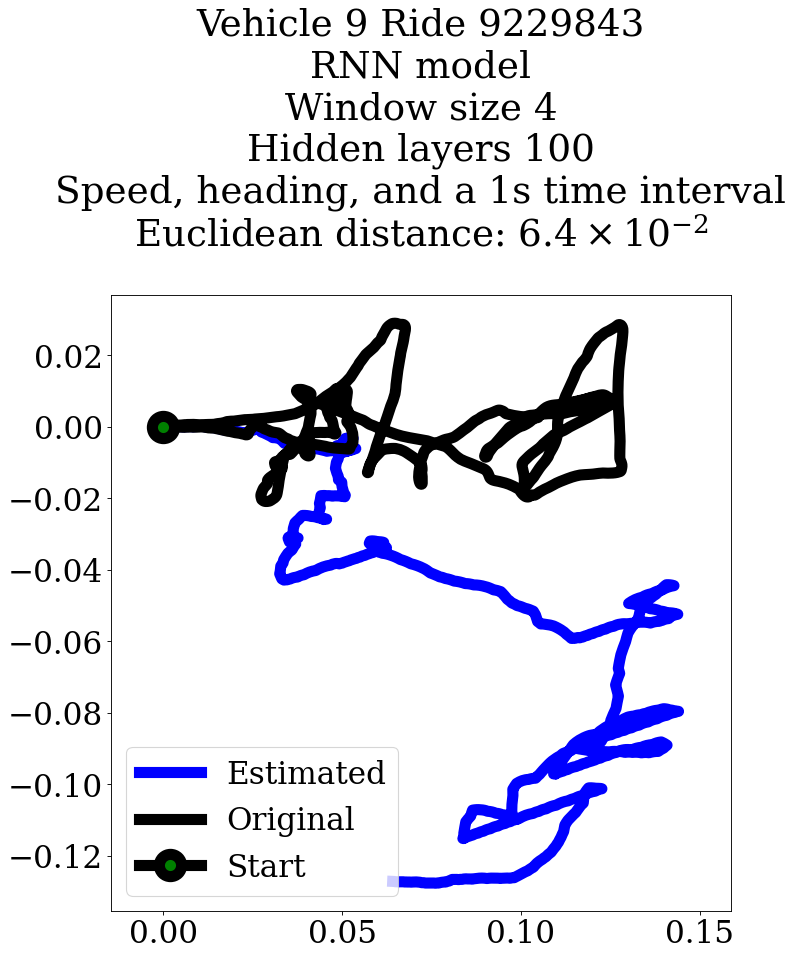 Vehicle 9 Ride 9229843
RNN model
Window size 4
Hidden layers 100
Speed, heading, and a 1s time interval
Euclidean distance: 6.4 × 10⁻²
0.02
0.00
−0.02
−0.04
−0.06
−0.08
−0.10
−0.12
Estimated
Original
Start
0.00 0.05 0.10 0.15